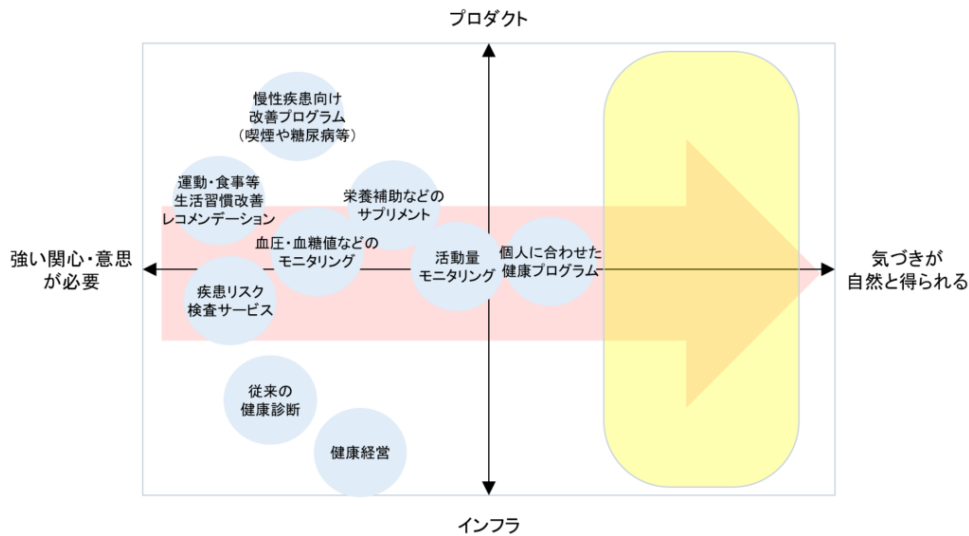 プロダクト
慢性疾患向け
改善プログラム
（喫煙や糖尿病等）
運動・食事等
生活習慣改善
レコメンデーション
栄養補助などの
サプリメント
血圧・血糖値などの
モニタリング
活動量
モニタリング
個人に合わせた
健康プログラム
強い関心・意思
が必要
気づきが
自然と得られる
疾患リスク
検査サービス
従来の
健康診断
健康経営
インフラ